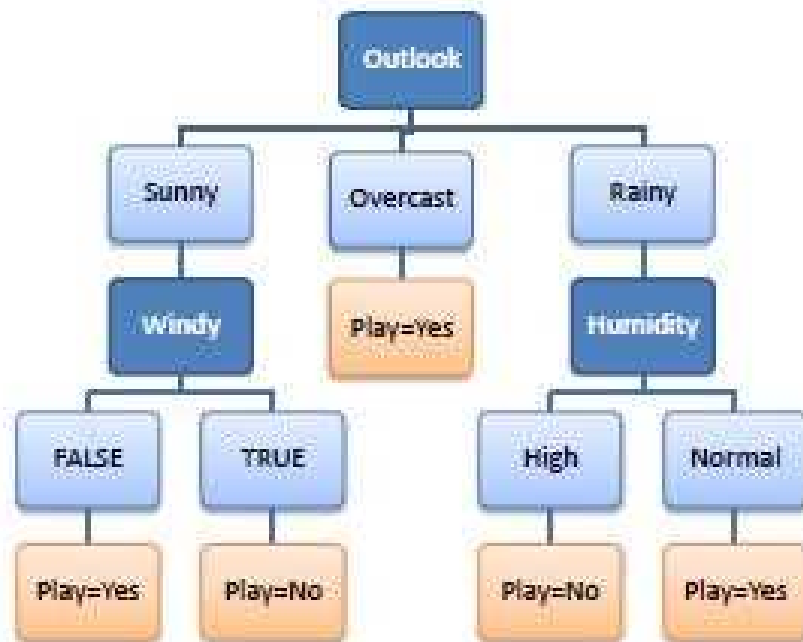 Outlook
Sunny
Overcast
Rainy
Windy
Play=Yes
Humidity
FALSE
TRUE
High
Normal
Play=Yes
Play=No
Play=No
Play=Yes